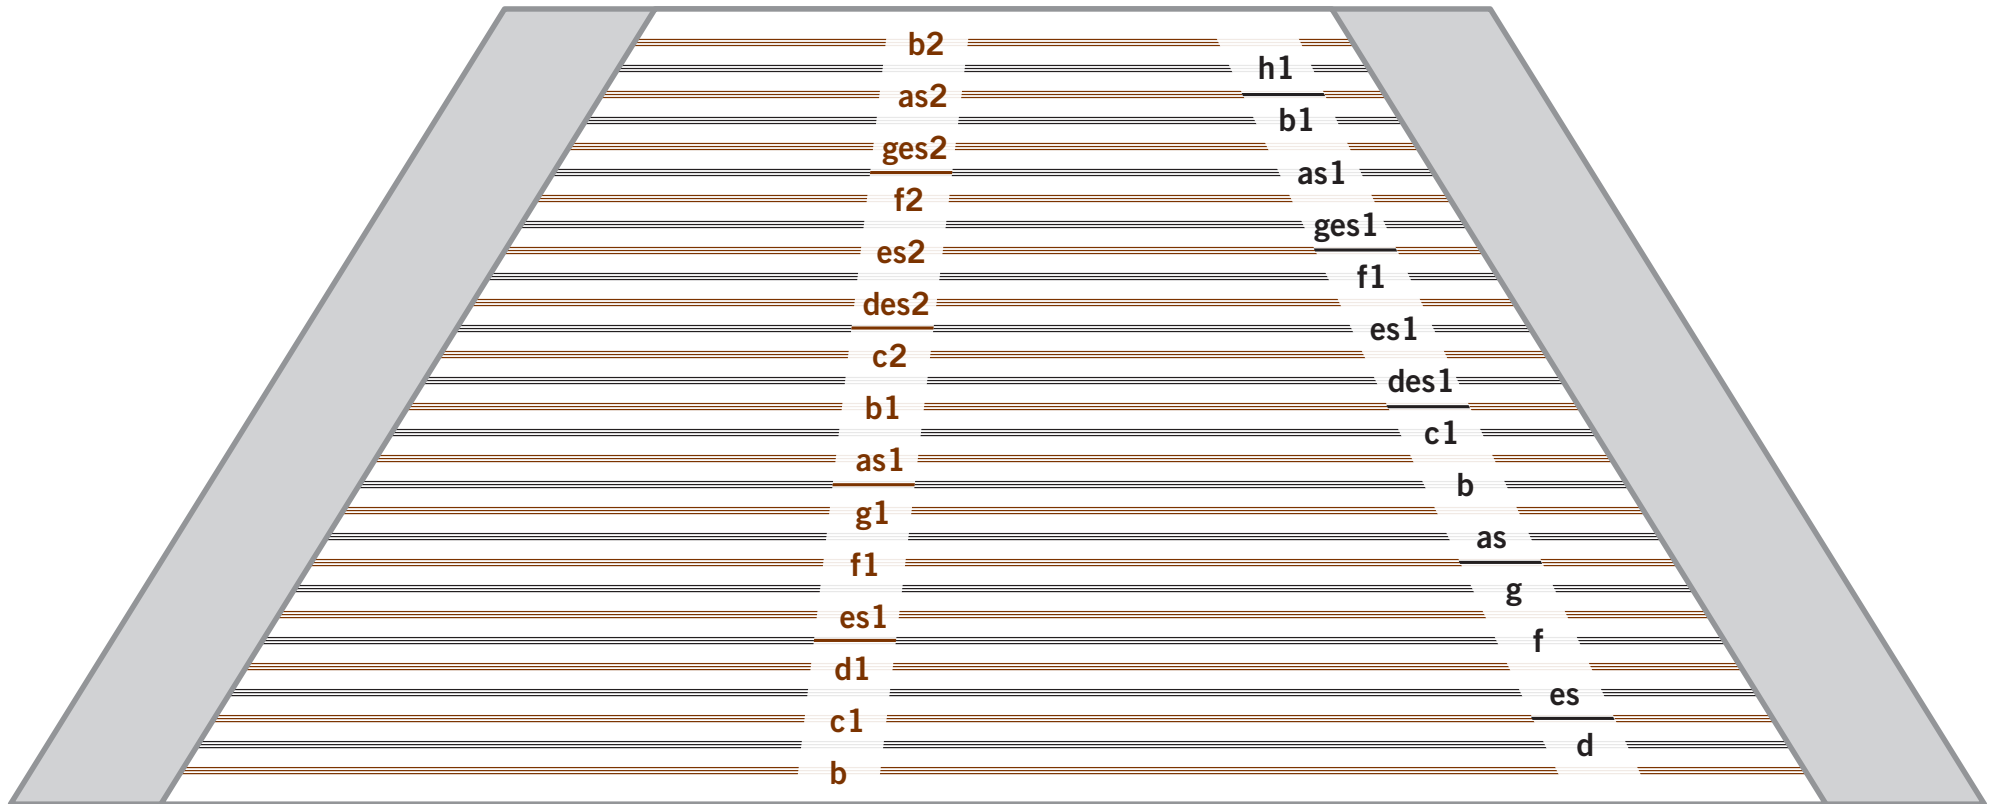 b2
h1
as2
b1
ges2
as1
f2
ges1
es2
f1
des2
es1
c2
des1
b1
c1
as1
b
g1
as
f1
g
es1
f
d1
es
c1
d
b